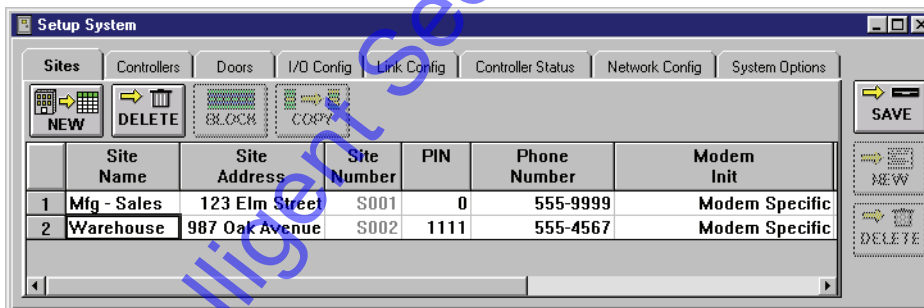 Setup System
Sites Controllers Doors I/O Config Link Config Controller Status Network Config System Options
NEW DELETE BLOCK COPY SAVE
NEW
DELETE
Site Name Site Address Site Number PIN Phone Number Modem Init
1 Mfg - Sales 123 Elm Street S001 0 555-9999 Modem Specific
2 Warehouse 987 Oak Avenue S002 1111 555-4567 Modem Specific
lligent Sec